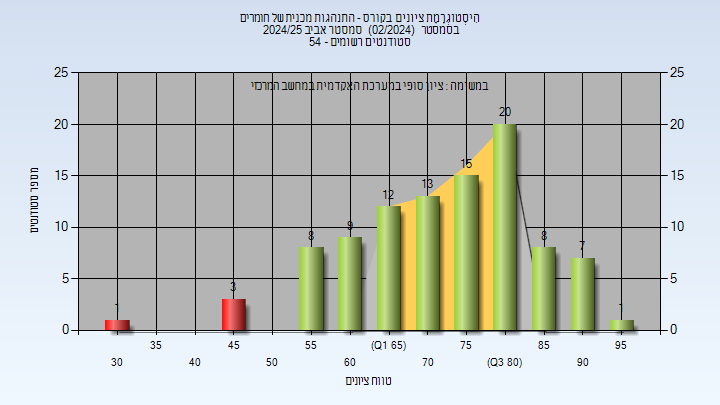 הִיסְטוֹגְרָמַת ציונים בקורס - התנהגות מכנית של חומרים
בסמסטר (02/2024) סמסטר אביב 2024/25
סטודנטים רשומים - 54
במשימה : ציון סופי במערכת האקדמית במחשב המרכזי
מספר סטודנטים
25 25
20 20
15 15
10 10
5 5
0 0
1 3 8 9 12 13 15 20 8 7 1
35 45 55 (Q1 65) 75 85 95
30 40 50 60 70 (Q3 80) 90
טווח ציונים